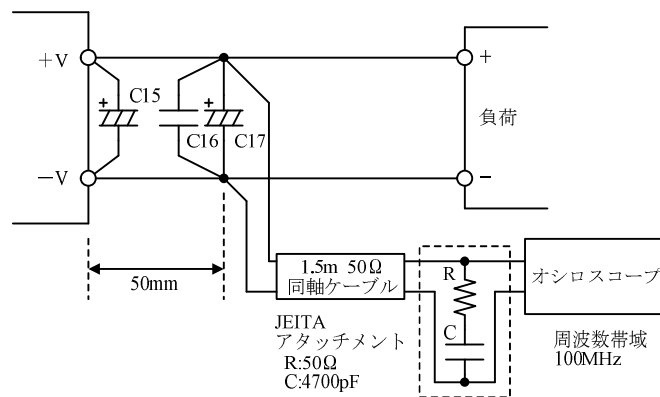 +V
C15
+
+
C16
C17
−V
+
負荷
-
50mm
1.5m 50Ω
同軸ケーブル
R
C
オシロスコープ
JEITA
アタッチメント
R:50Ω
C:4700pF
周波数帯域
100MHz